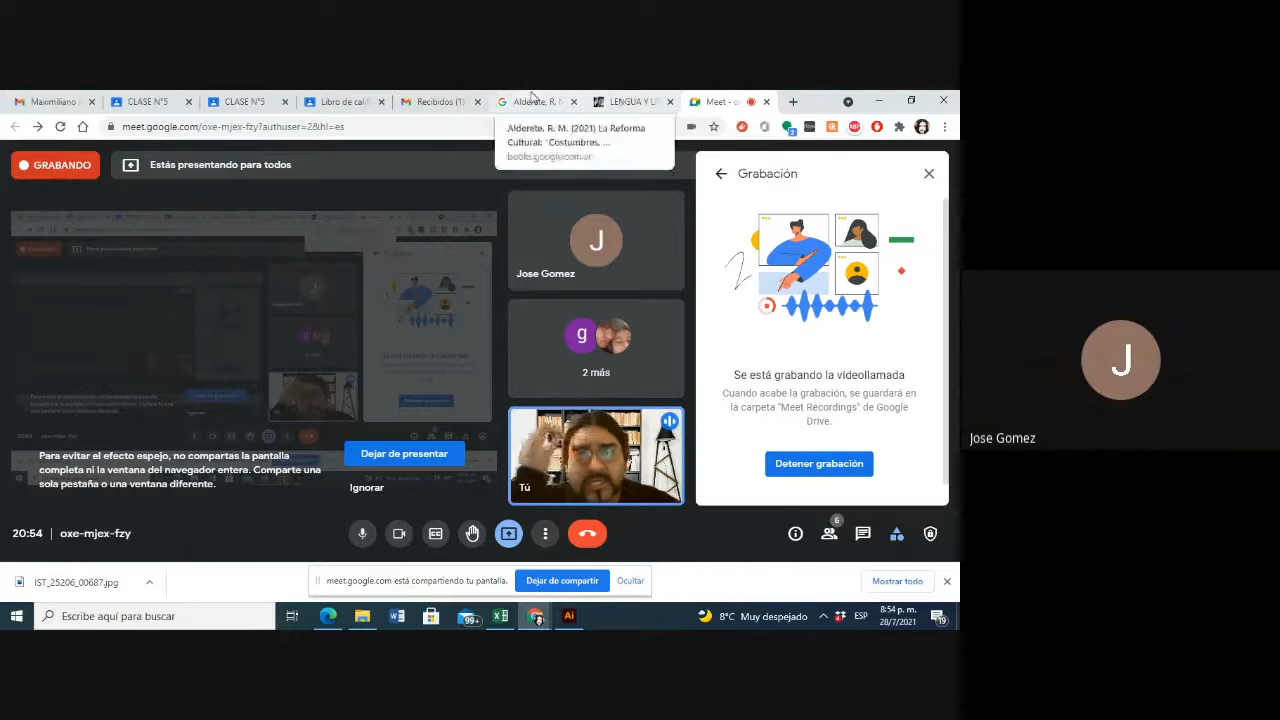 Maximiliano
CLASE N°5
CLASE N°5
Libro de calif
Recibidos (1)
Alderete, R. M
LENGUA Y LIT
Meet - o
meet.google.com/oxe-mjex-fzy?authuser=2&hl=es
ABP
Alderete, R. M. (2021) La Reforma
Cultural: "Costumbres, ...
books.google.com.ar
GRABANDO
Estás presentando para todos
Grabación
J
Jose Gomez
g
2 más
Tú
Se está grabando la videollamada
Cuando acabe la grabación, se guardará en
la carpeta "Meet Recordings" de Google
Drive.
Detener grabación
Para evitar el efecto espejo, no compartas la pantalla
completa ni la ventana del navegador entera. Comparte una
sola pestaña o una ventana diferente.
Dejar de presentar
Ignorar
20:54
oxe-mjex-fzy
IST_25206_00687.jpg
meet.google.com está compartiendo tu pantalla.
Dejar de compartir
Ocultar
Mostrar todo
Escribe aquí para buscar
99+
Ai
8°C Muy despejado
ESP
8:54 p. m.
28/7/2021
19
J
Jose Gomez